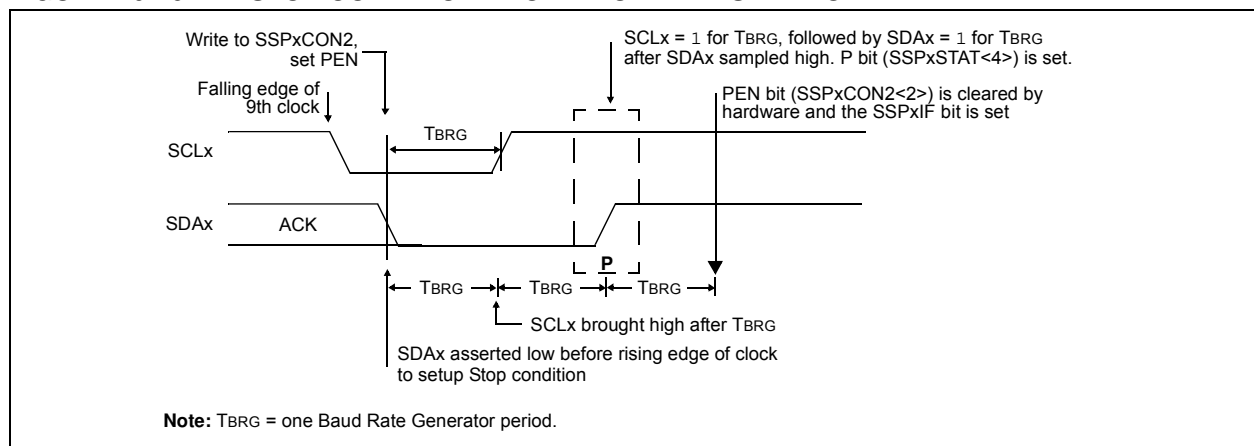 Write to SSPxCON2,
set PEN
SCLx = 1 for TBRG, followed by SDAx = 1 for TBRG
after SDAx sampled high. P bit (SSPxSTAT<4>) is set.
Falling edge of
9th clock
PEN bit (SSPxCON2<2>) is cleared by
hardware and the SSPxIF bit is set
TBRG
SCLx
SDAx
ACK
P
TBRG
TBRG
TBRG
SCLx brought high after TBRG
SDAx asserted low before rising edge of clock
to setup Stop condition
Note: TBRG = one Baud Rate Generator period.